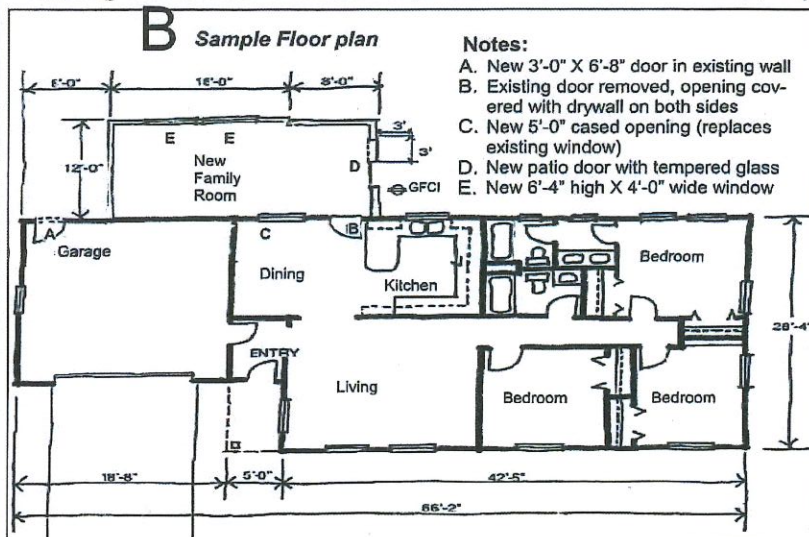 B Sample Floor plan
Notes:
A. New 3'-0" X 6'-8" door in existing wall
B. Existing door removed, opening cov-
ered with drywall on both sides
C. New 5'-0" cased opening (replaces
existing window)
D. New patio door with tempered glass
E. New 6'-4" high X 4'-0" wide window
6'-0" 16'-0" 8'-0"
12'-0"
E E
3'
3'
New
Family
Room
D
GFCI
A
C
B
Garage
Dining
Kitchen
Bedroom
28'-4"
ENTRY
Living
Bedroom
Bedroom
18'-8" 5'-0" 42'-6"
66'-2"